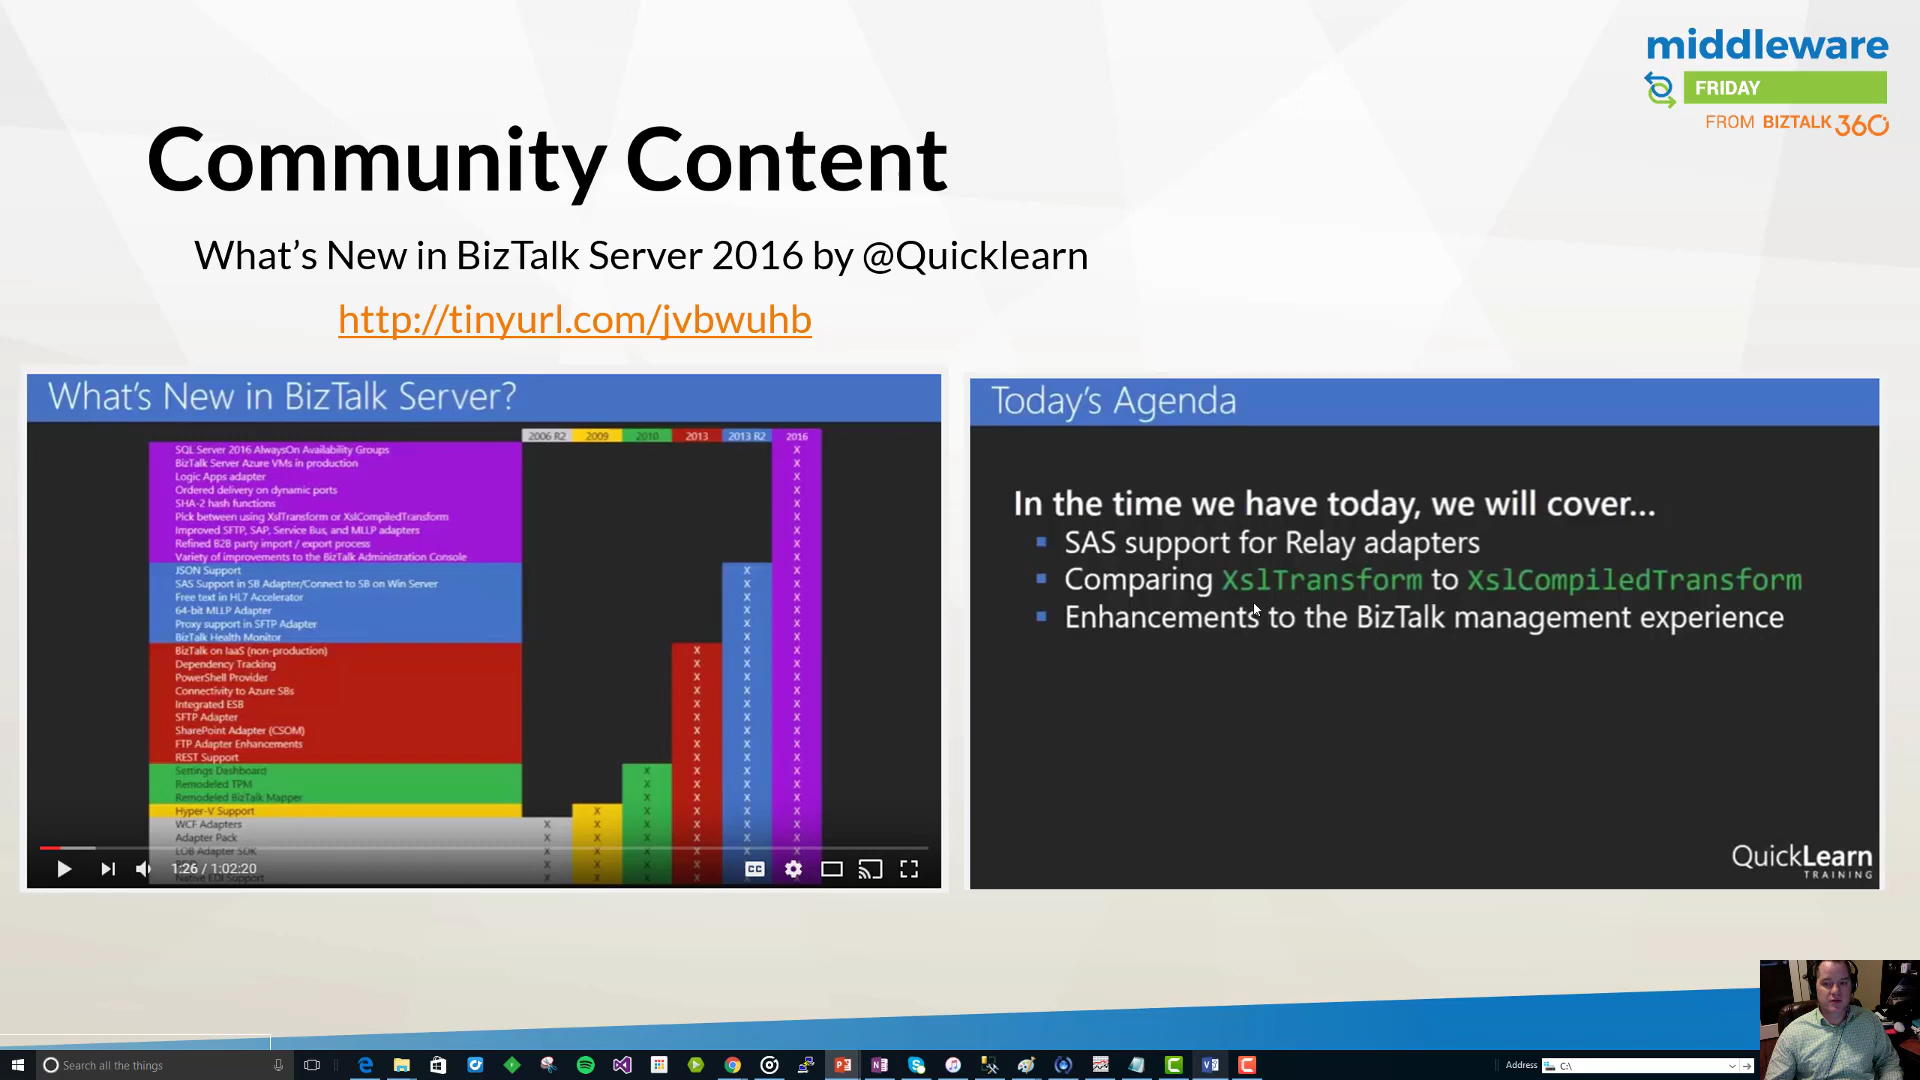 middleware
FRIDAY
FROM BIZTALK 360
Community Content
What's New in BizTalk Server 2016 by @Quicklearn
http://tinyurl.com/jvbwuhb
What's New in BizTalk Server?
2006 R2 2009 2010 2013 2013 R2 2016
SQL Server 2016 AlwaysOn Availability Groups X
BizTalk Server Azure VMs in production X
Logic Apps adapter X
Ordered delivery on dynamic ports X
SHA-2 hash functions X
Pick between using XslTransform or XslCompiledTransform X
Improved SFTP, SAP, Service Bus, and MLLP adapters X
Refined B2B party import / export process X
Variety of improvements to the BizTalk Administration Console X
JSON Support X X
SAS Support in SB Adapter/Connect to SB on Win Server X X
Free text in HL7 Accelerator X X
64-bit MLLP Adapter X X
Proxy support in SFTP Adapter X X
BizTalk Health Monitor X X
BizTalk on IaaS (non-production) X X X
Dependency Tracking X X X
PowerShell Provider X X X
Connectivity to Azure SBs X X X
Integrated ESB X X X
SFTP Adapter X X X
SharePoint Adapter (CSOM) X X X
FTP Adapter Enhancements X X X
REST Support X X X
Settings Dashboard X X X X
Remodeled TPM X X X X
Remodeled BizTalk Mapper X X X X
Hyper-V Support X X X X X
WCF Adapters X X X X X X
Adapter Pack X X X X X X
LOB Adapter SDK X X X X X X
1:26 / 1:02:20
CC
Native EDI Support X X X X X X
Today's Agenda
In the time we have today, we will cover...
SAS support for Relay adapters
Comparing XslTransform to XslCompiledTransform
Enhancements to the BizTalk management experience
QuickLearn
TRAINING
Search all the things
Address C:\